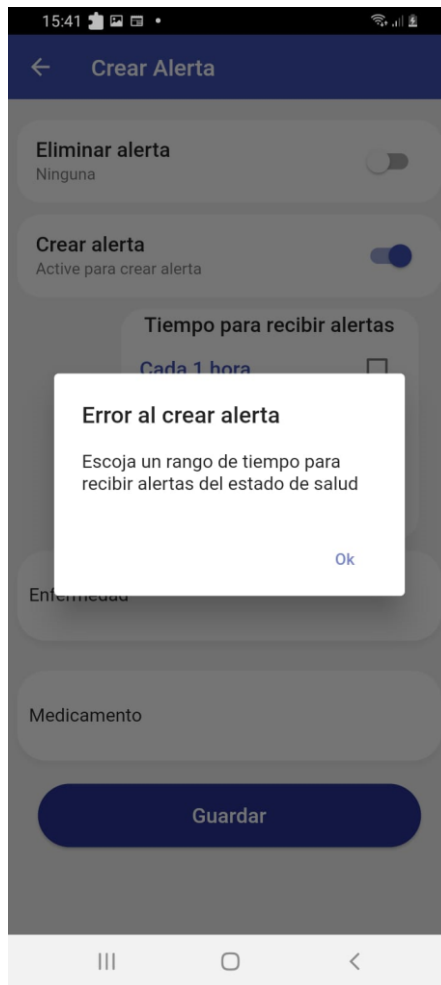 15:41
Crear Alerta
Eliminar alerta
Ninguna
Crear alerta
Active para crear alerta
Tiempo para recibir alertas
Cada 1 hora
Error al crear alerta
Escoja un rango de tiempo para
recibir alertas del estado de salud
Ok
Enfermedad
Medicamento
Guardar